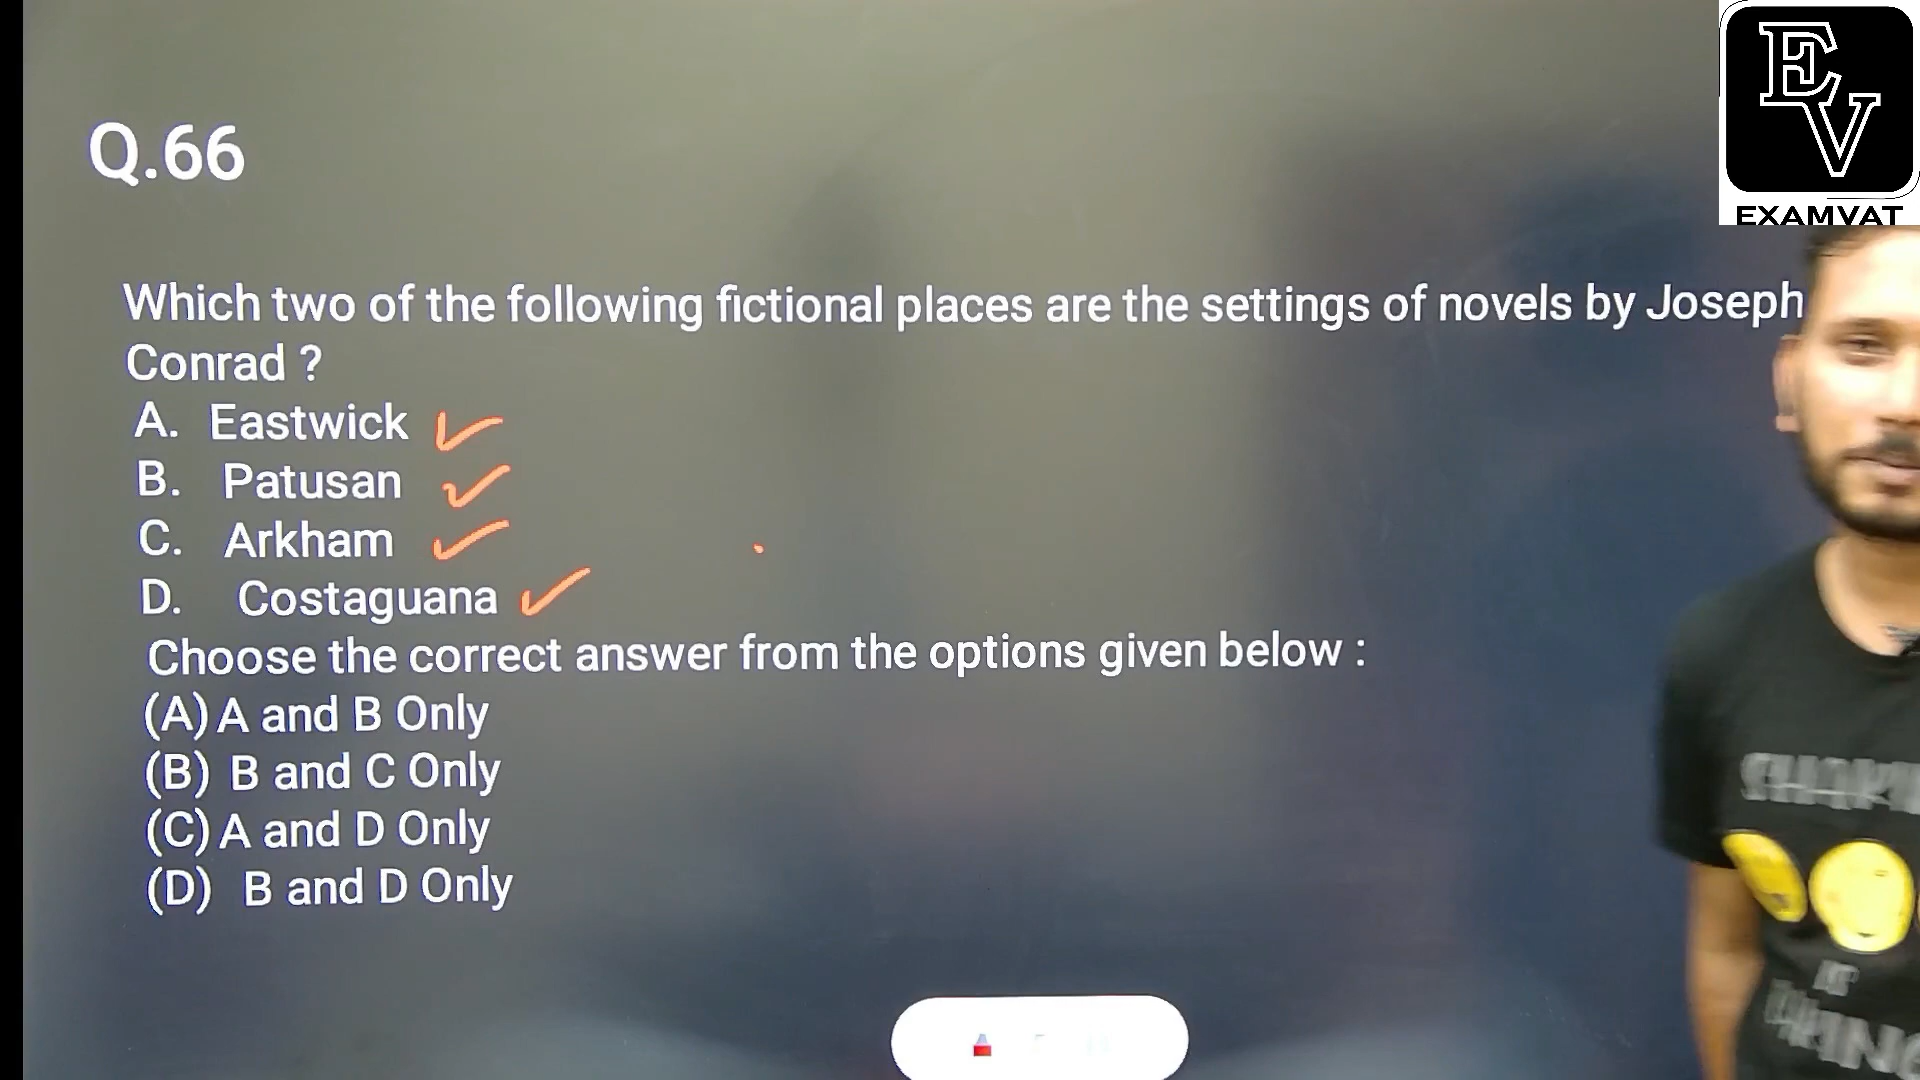 EV
EXAMVAT
Q.66
Which two of the following fictional places are the settings of novels by Joseph
Conrad ?
A. Eastwick
B. Patusan
C. Arkham
D. Costaguana
Choose the correct answer from the options given below :
(A) A and B Only
(B) B and C Only
(C) A and D Only
(D) B and D Only